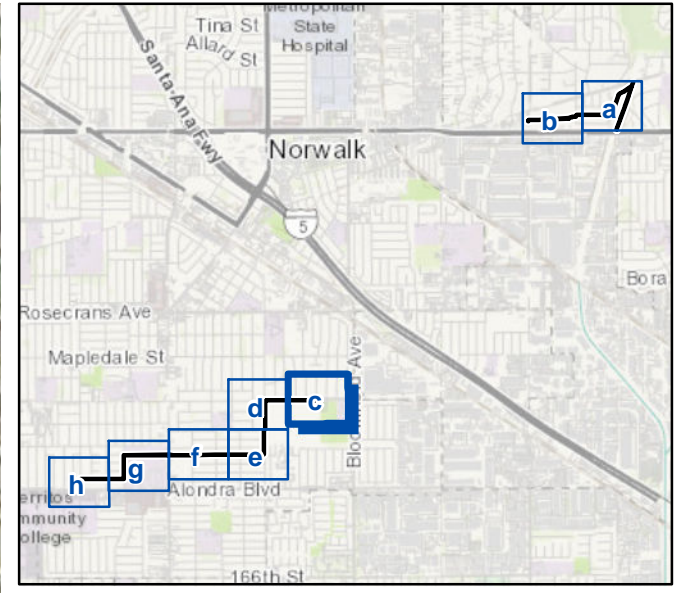 Metropolitan
State
Hospital
Tina St
Allard St
Santa Ana Fwy
a
b
Norwalk
5
Bora
Rosecrans Ave
Mapledale St
Bloomfield Ave
c
d
e
f
g
h
Alondra Blvd
erritos
mmunity
ollege
166th St